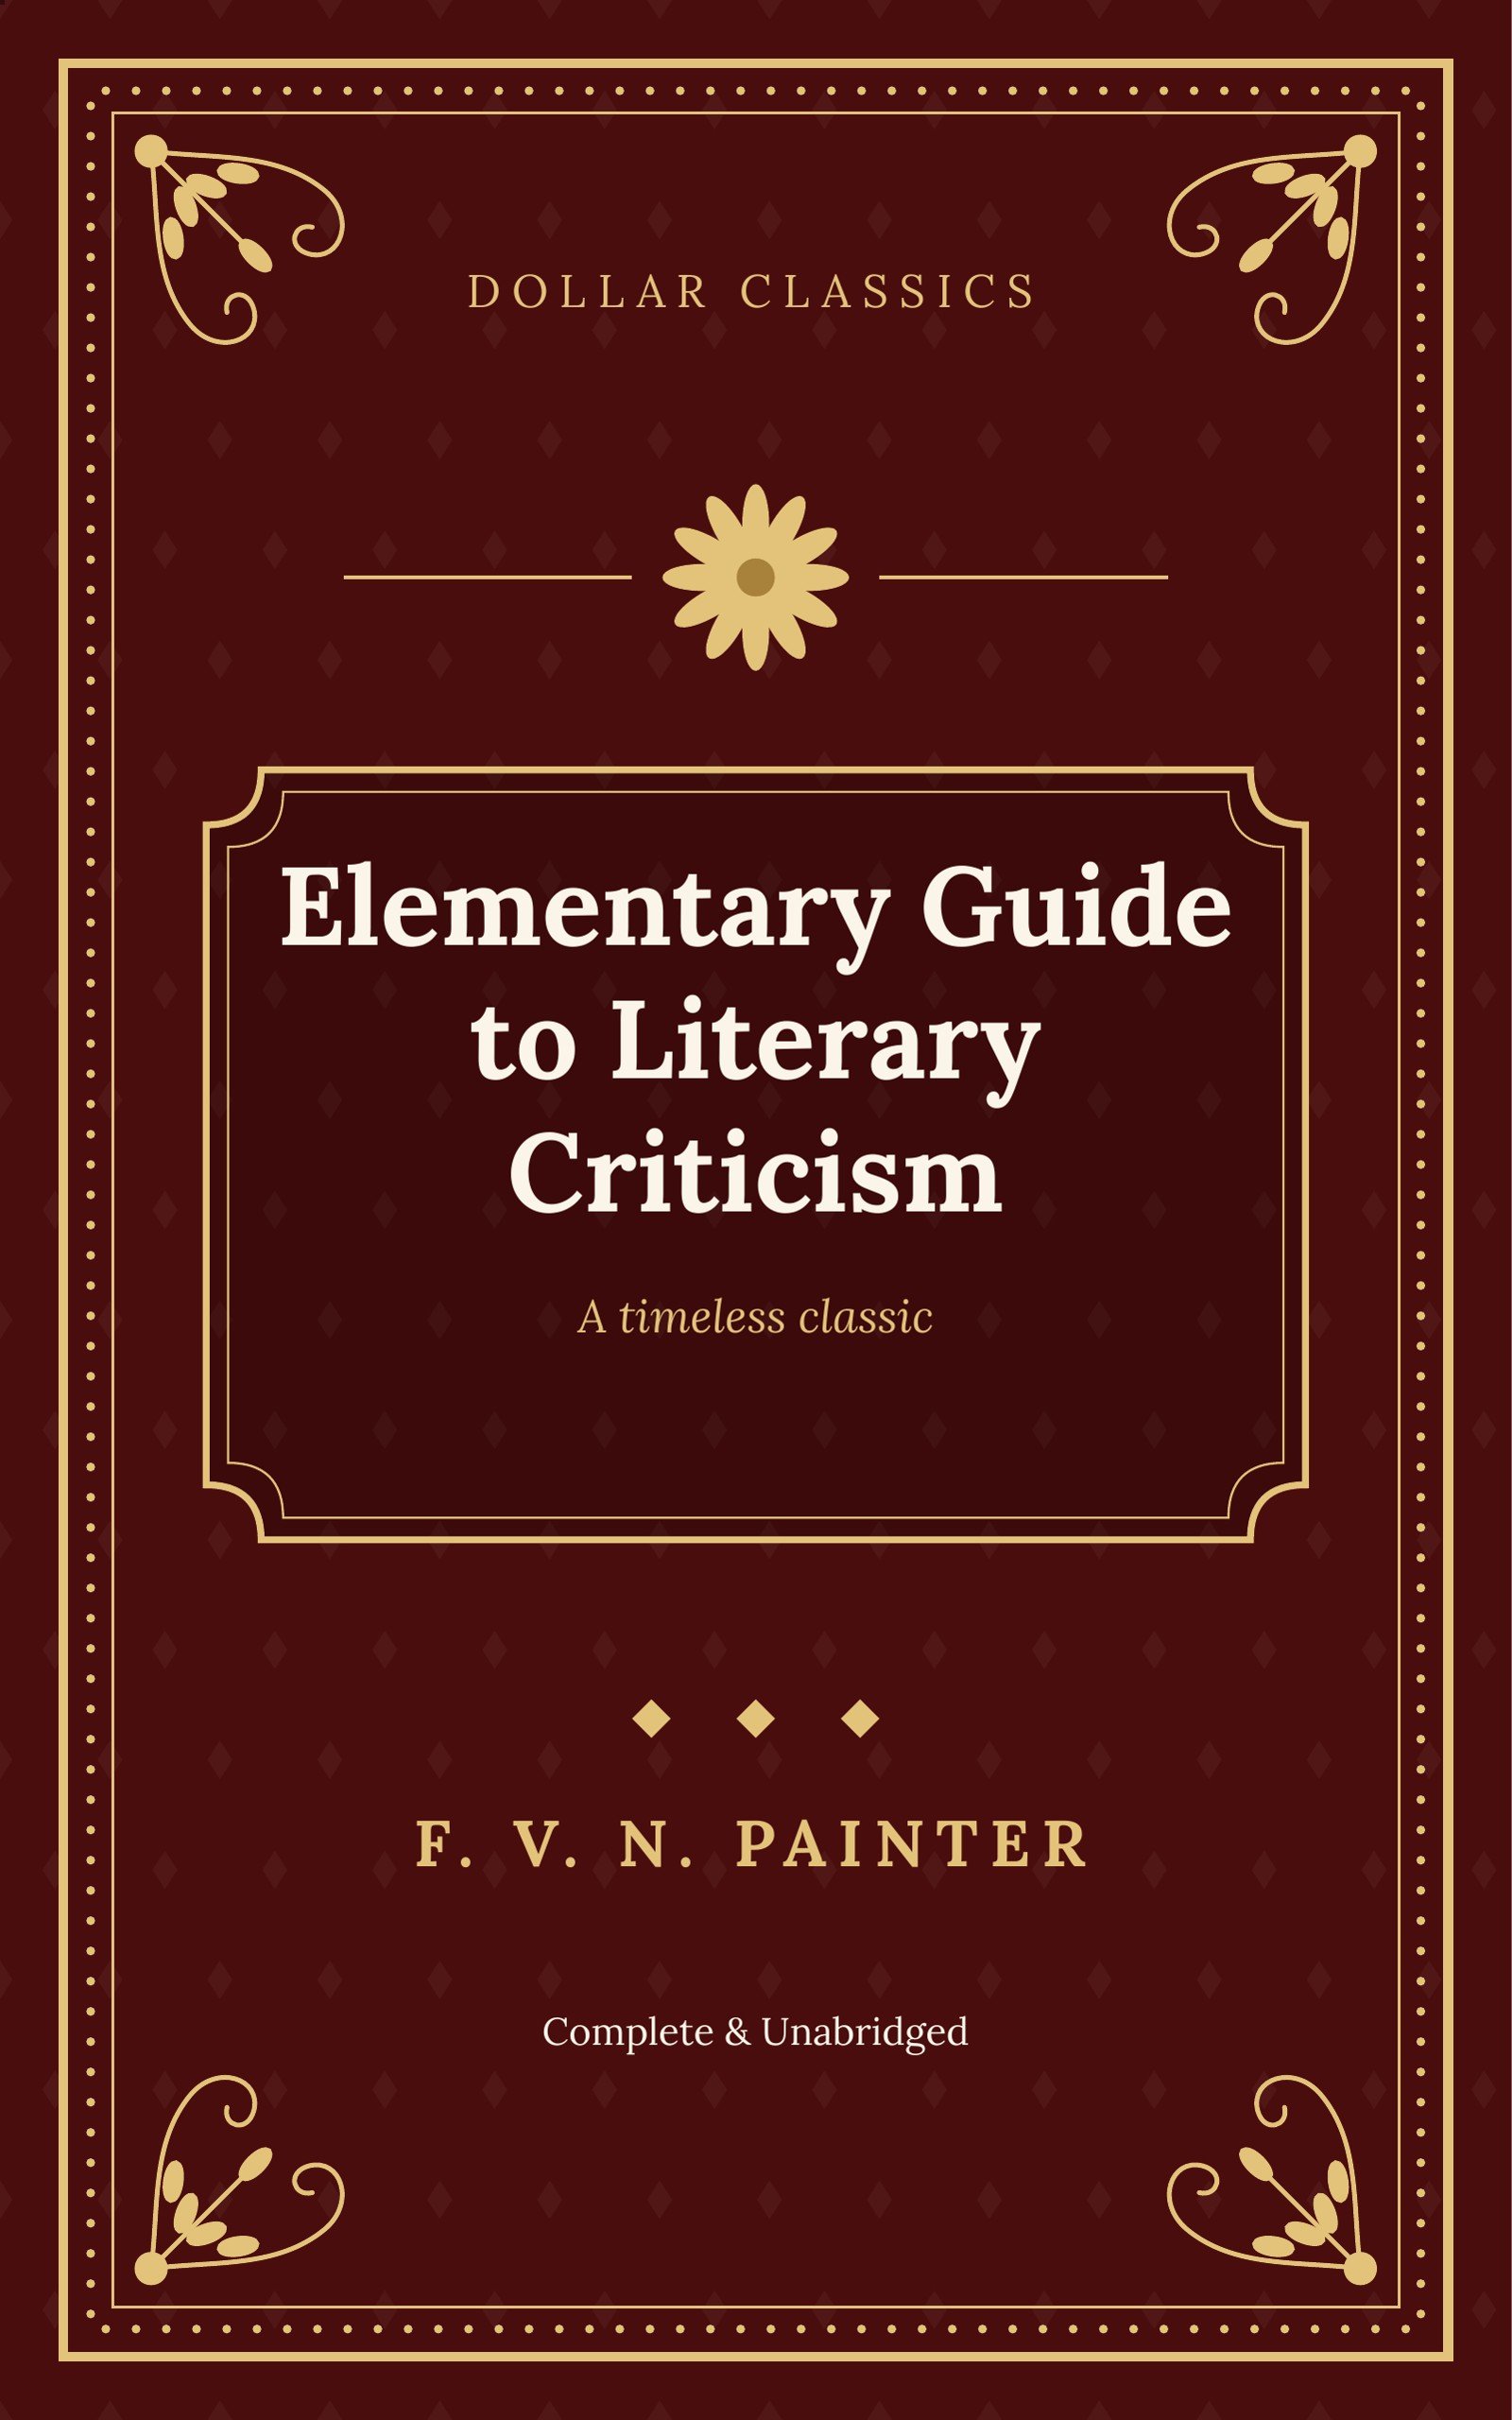 DOLLAR CLASSICS
Elementary Guide
to Literary
Criticism
A timeless classic
F. V. N. PAINTER
Complete & Unabridged